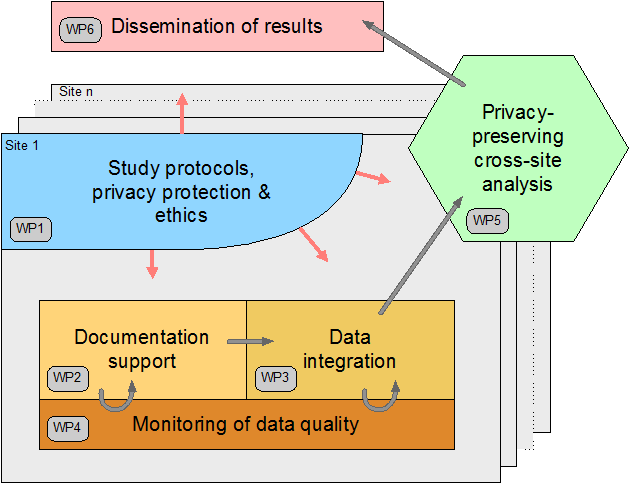 WP6 Dissemination of results
Site n
Site 1
Study protocols,
privacy protection &
ethics
WP1
Privacy-
preserving
cross-site
analysis
WP5
Documentation
support
WP2
Data
integration
WP3
WP4 Monitoring of data quality